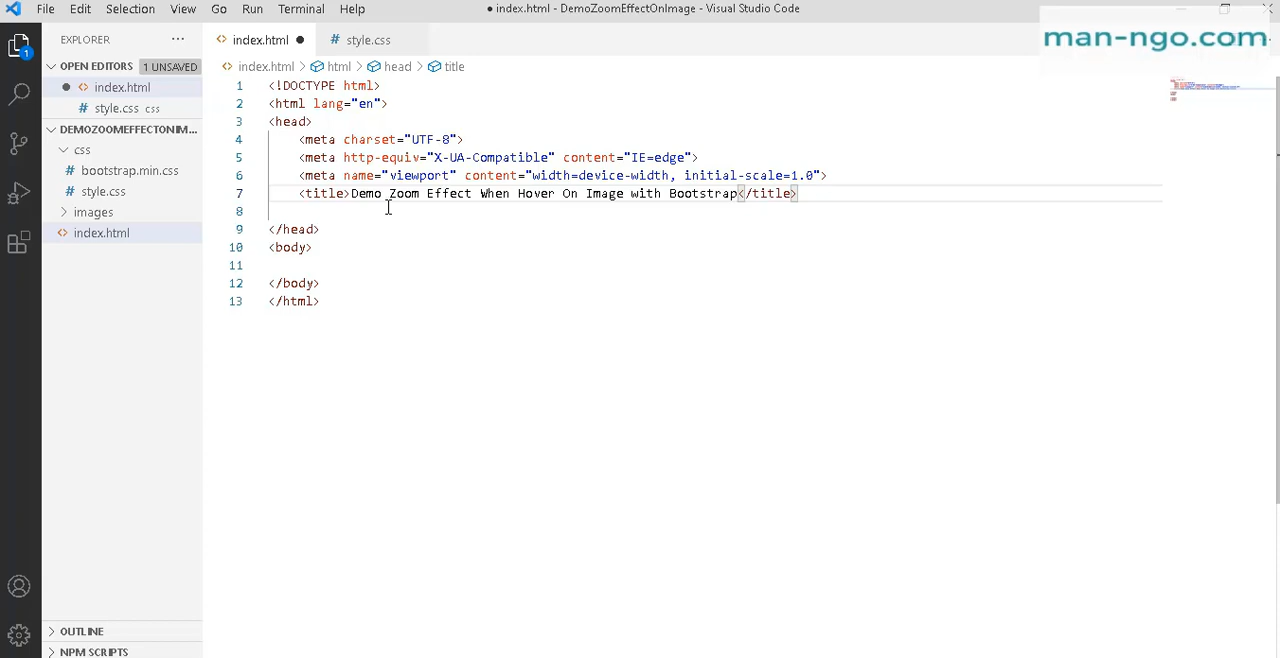 File Edit Selection View Go Run Terminal Help
● index.html - DemoZoomEffectOnImage - Visual Studio Code
man-ngo.com
EXPLORER ···
1
OPEN EDITORS 1 UNSAVED
● <> index.html
# style.css css
DEMOZOOMEFFECTONIM...
css
# bootstrap.min.css
# style.css
images
<> index.html
OUTLINE
NPM SCRIPTS
<> index.html ● # style.css
<> index.html > html > head > title
1 <!DOCTYPE html>
2 <html lang="en">
3 <head>
4 <meta charset="UTF-8">
5 <meta http-equiv="X-UA-Compatible" content="IE=edge">
6 <meta name="viewport" content="width=device-width, initial-scale=1.0">
7 <title>Demo Zoom Effect When Hover On Image with Bootstrap</title>
8
9 </head>
10 <body>
11
12 </body>
13 </html>